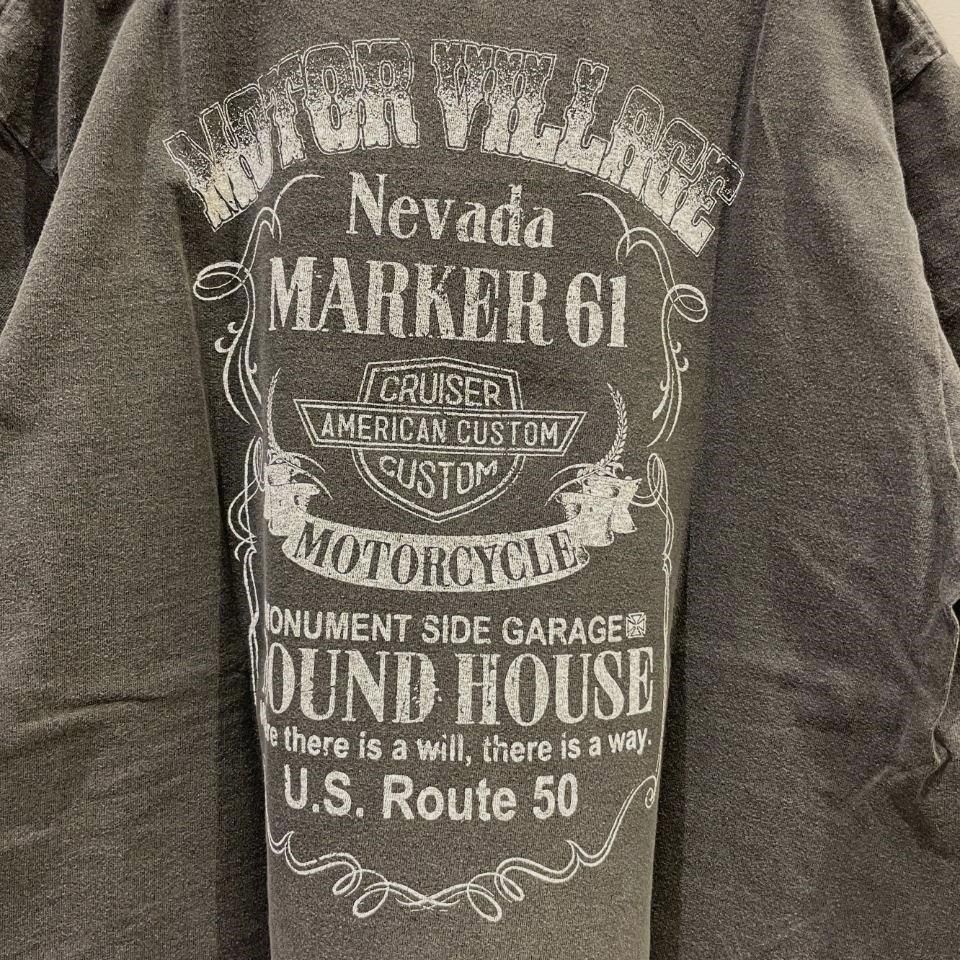 MOTOR VILLAGE
Nevada
MARKER 61
CRUISER
AMERICAN CUSTOM
CUSTOM
MOTORCYCLE
ONUMENT SIDE GARAGE
OUND HOUSE
re there is a will, there is a way.
U.S. Route 50